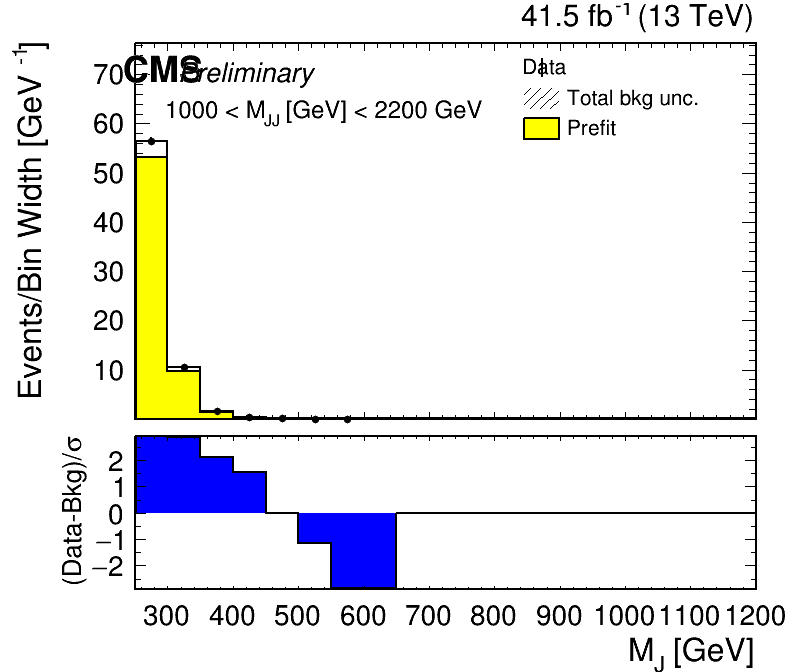 41.5 fb⁻¹ (13 TeV)
CMS Preliminary
1000 < M_JJ [GeV] < 2200 GeV
Data
Total bkg unc.
Prefit
Events/Bin Width [GeV⁻¹]
70
60
50
40
30
20
10
(Data-Bkg)/σ
2
1
0
−1
−2
300 400 500 600 700 800 900 1000 1100 1200
M_J [GeV]